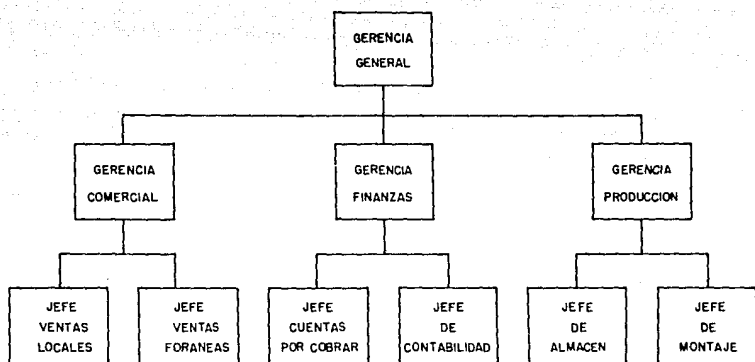 GERENCIA
GENERAL
GERENCIA
COMERCIAL
GERENCIA
FINANZAS
GERENCIA
PRODUCCION
JEFE
VENTAS
LOCALES
JEFE
VENTAS
FORANEAS
JEFE
CUENTAS
POR COBRAR
JEFE
DE
CONTABILIDAD
JEFE
DE
ALMACEN
JEFE
DE
MONTAJE